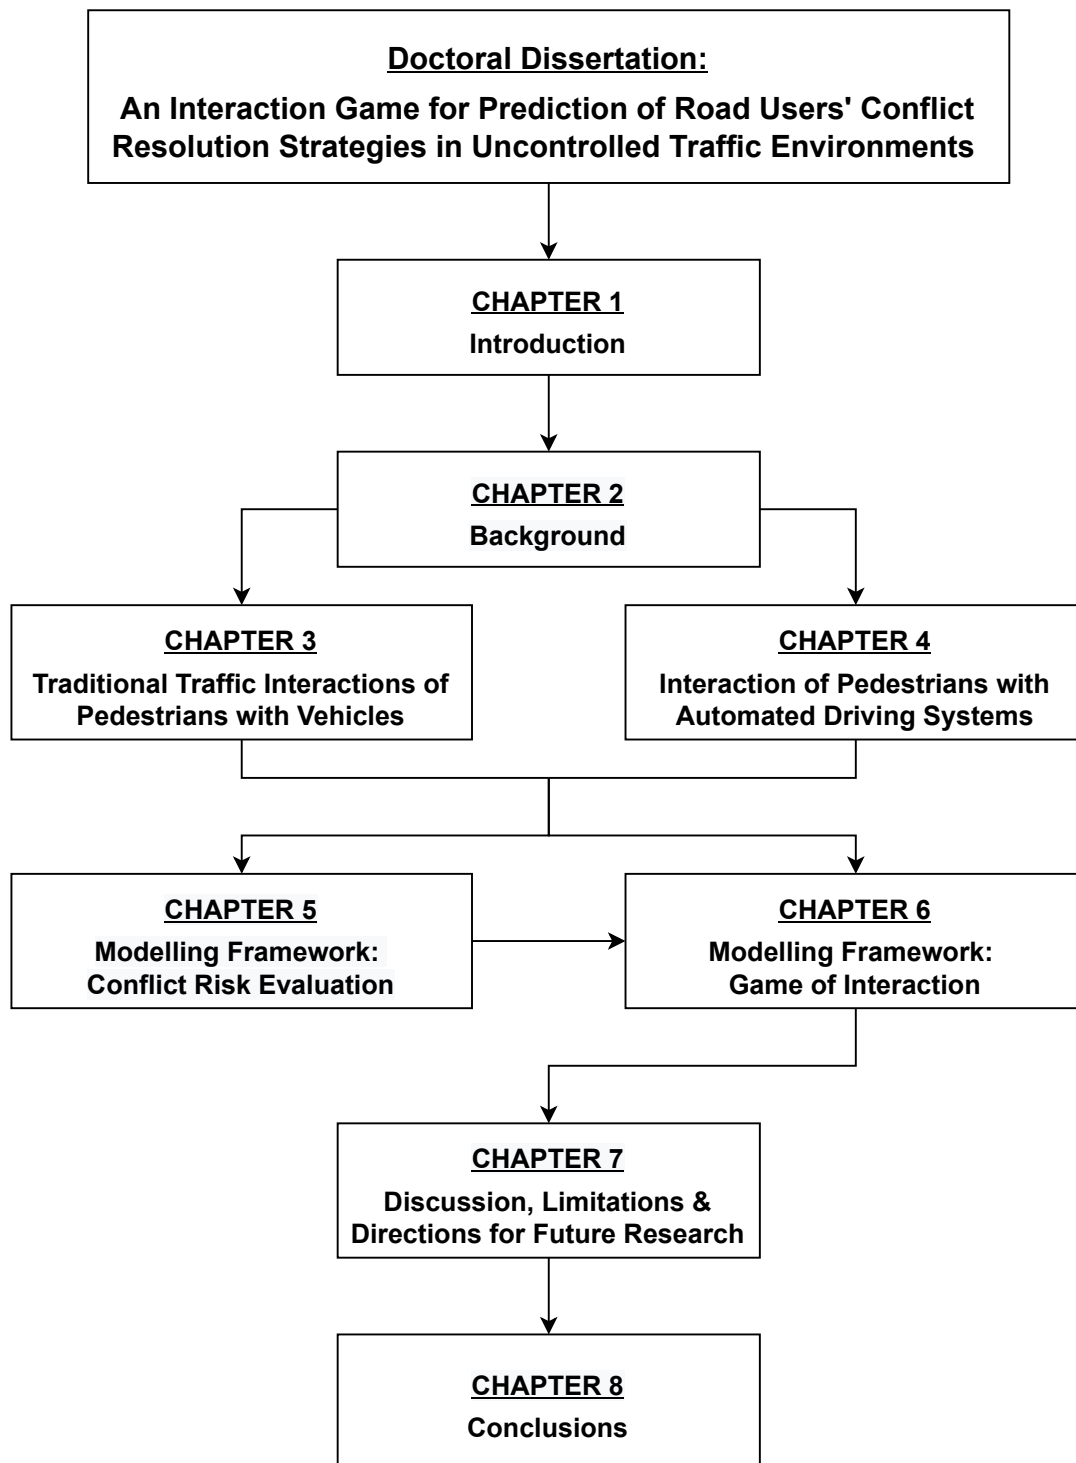 Doctoral Dissertation:
An Interaction Game for Prediction of Road Users' Conflict
Resolution Strategies in Uncontrolled Traffic Environments
CHAPTER 1
Introduction
CHAPTER 2
Background
CHAPTER 3
Traditional Traffic Interactions of
Pedestrians with Vehicles
CHAPTER 4
Interaction of Pedestrians with
Automated Driving Systems
CHAPTER 5
Modelling Framework:
Conflict Risk Evaluation
CHAPTER 6
Modelling Framework:
Game of Interaction
CHAPTER 7
Discussion, Limitations &
Directions for Future Research
CHAPTER 8
Conclusions